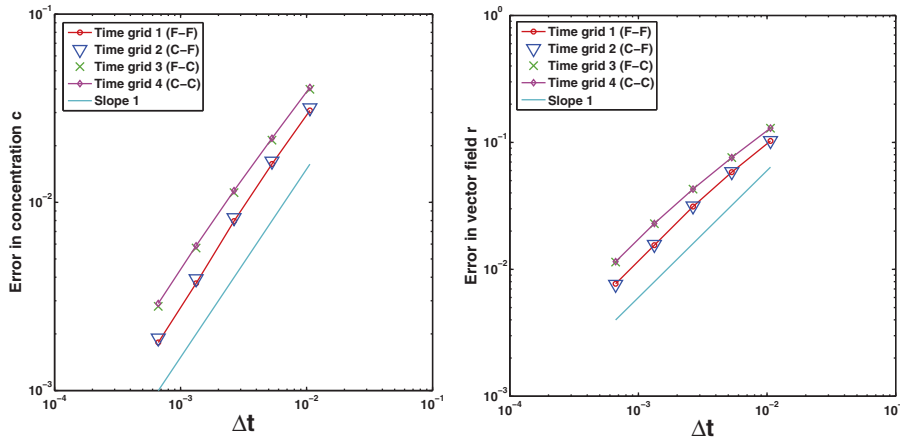 10⁻¹
Time grid 1 (F−F)
Time grid 2 (C−F)
Time grid 3 (F−C)
Time grid 4 (C−C)
Slope 1
10⁻²
10⁻³
Error in concentration c
10⁻⁴
10⁻³
10⁻²
10⁻¹
Δt
10⁰
Time grid 1 (F−F)
Time grid 2 (C−F)
Time grid 3 (F−C)
Time grid 4 (C−C)
Slope 1
10⁻¹
10⁻²
10⁻³
Error in vector field r
10⁻⁴
10⁻³
10⁻²
10⁻¹
Δt